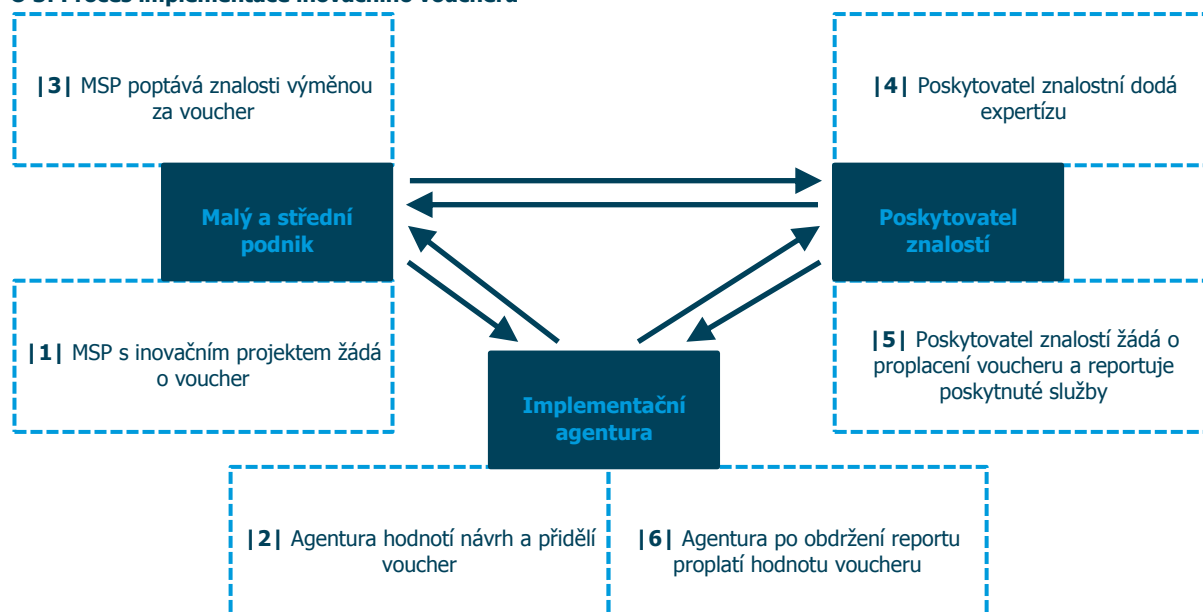 |3| MSP poptává znalosti výměnou
za voucher
|4| Poskytovatel znalostní dodá
expertízu
Malý a střední
podnik
Poskytovatel
znalostí
|1| MSP s inovačním projektem žádá
o voucher
|5| Poskytovatel znalostí žádá o
proplacení voucheru a reportuje
poskytnuté služby
Implementační
agentura
|2| Agentura hodnotí návrh a přidělí
voucher
|6| Agentura po obdržení reportu
proplatí hodnotu voucheru